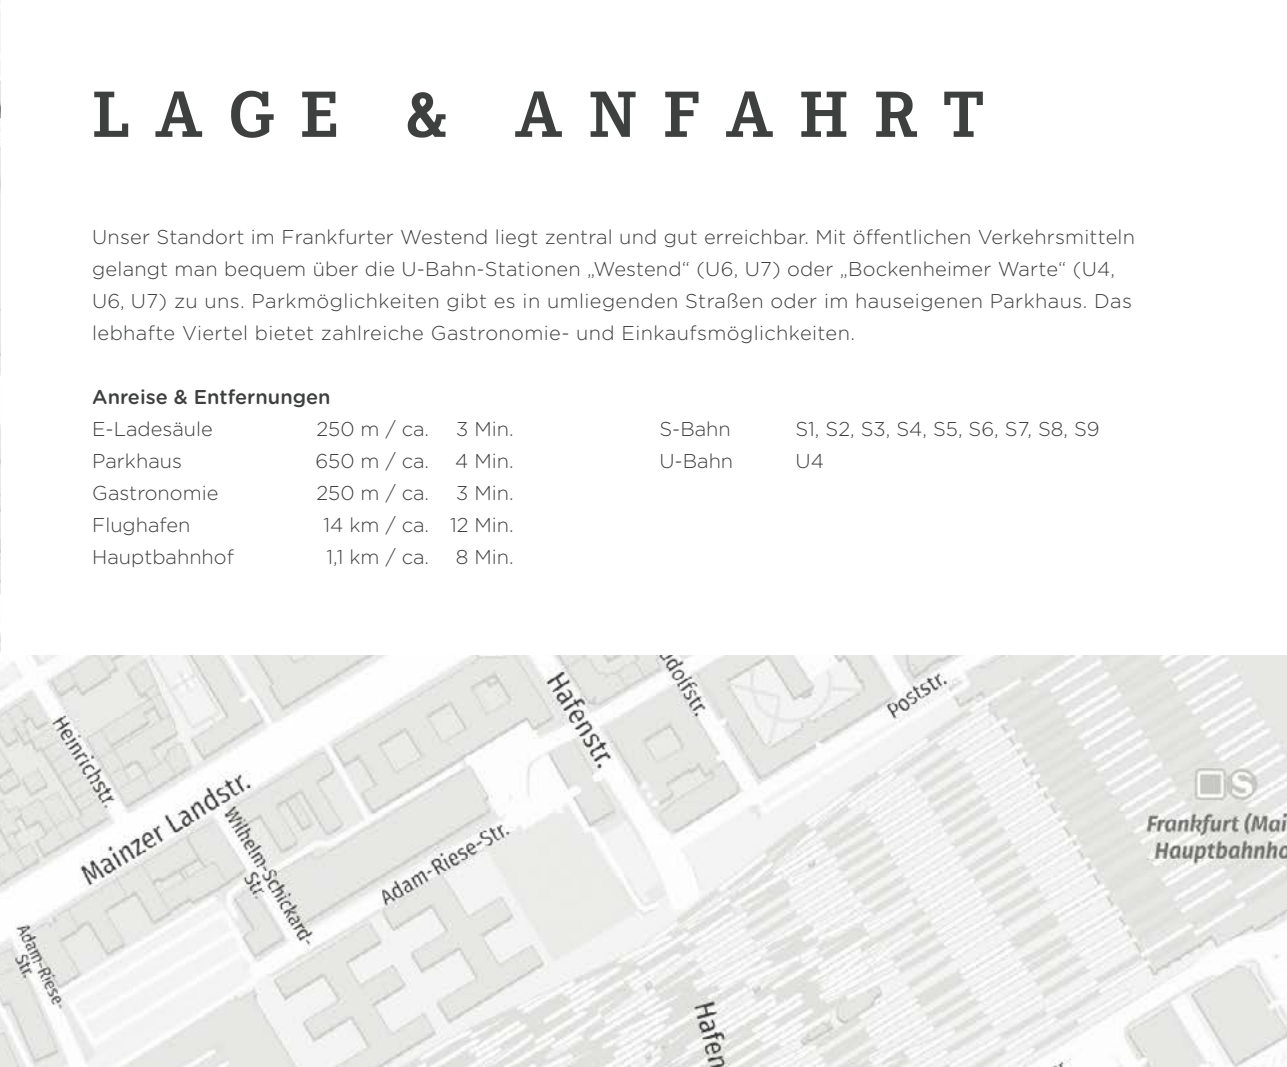 LAGE & ANFAHRT
Unser Standort im Frankfurter Westend liegt zentral und gut erreichbar. Mit öffentlichen Verkehrsmitteln
gelangt man bequem über die U-Bahn-Stationen „Westend“ (U6, U7) oder „Bockenheimer Warte“ (U4,
U6, U7) zu uns. Parkmöglichkeiten gibt es in umliegenden Straßen oder im hauseigenen Parkhaus. Das
lebhafte Viertel bietet zahlreiche Gastronomie- und Einkaufsmöglichkeiten.
Anreise & Entfernungen
E-Ladesäule 250 m / ca. 3 Min.
Parkhaus 650 m / ca. 4 Min.
Gastronomie 250 m / ca. 3 Min.
Flughafen 14 km / ca. 12 Min.
Hauptbahnhof 1,1 km / ca. 8 Min.
S-Bahn S1, S2, S3, S4, S5, S6, S7, S8, S9
U-Bahn U4
Hafenstr.
dolfstr.
Poststr.
Heinrichstr.
Mainzer Landstr.
S
Frankfurt (Mai
Hauptbahnho
Wilhelm-Schickard-
Str.
Adam-Riese-Str.
Adam-Riese-
Str.
Hafen